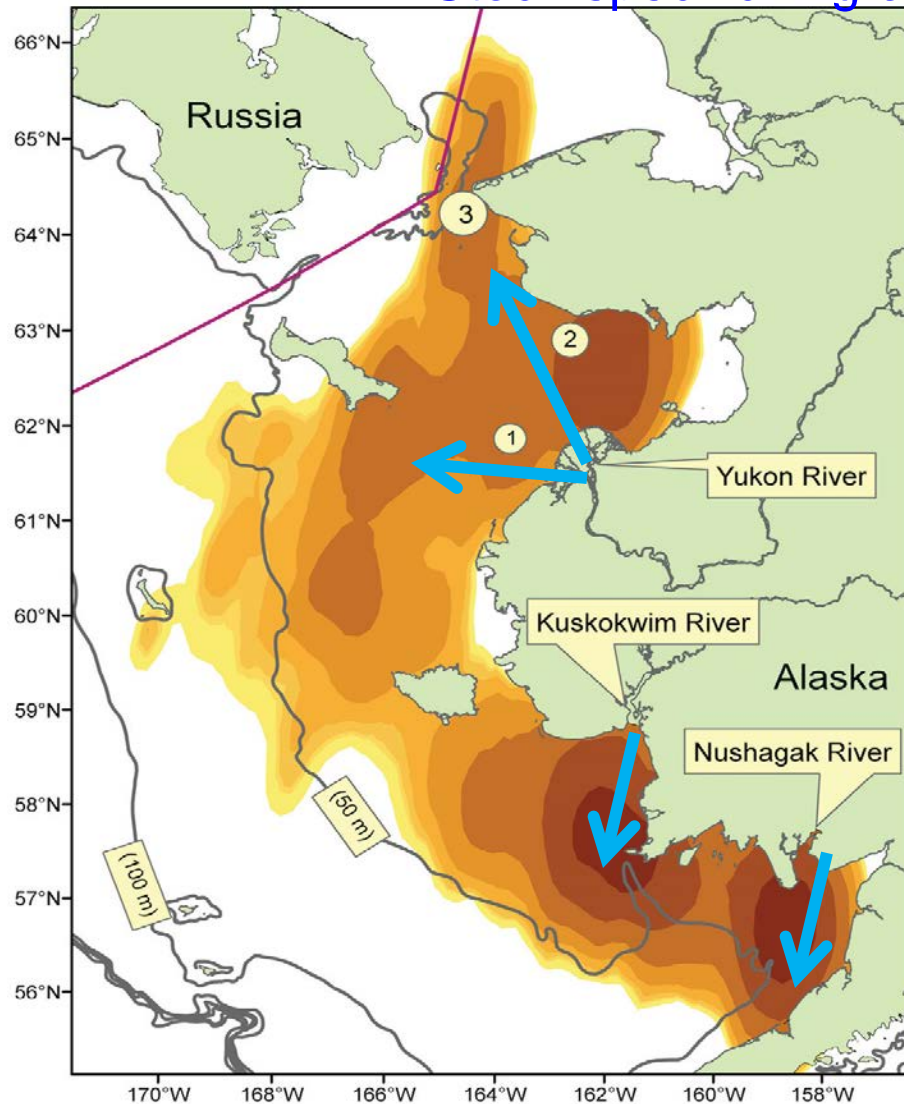 66°N
65°N
64°N
63°N
62°N
61°N
60°N
59°N
58°N
57°N
56°N
Russia
3
2
1
Yukon River
Kuskokwim River
Alaska
Nushagak River
(50 m)
(100 m)
170°W 168°W 166°W 164°W 162°W 160°W 158°W